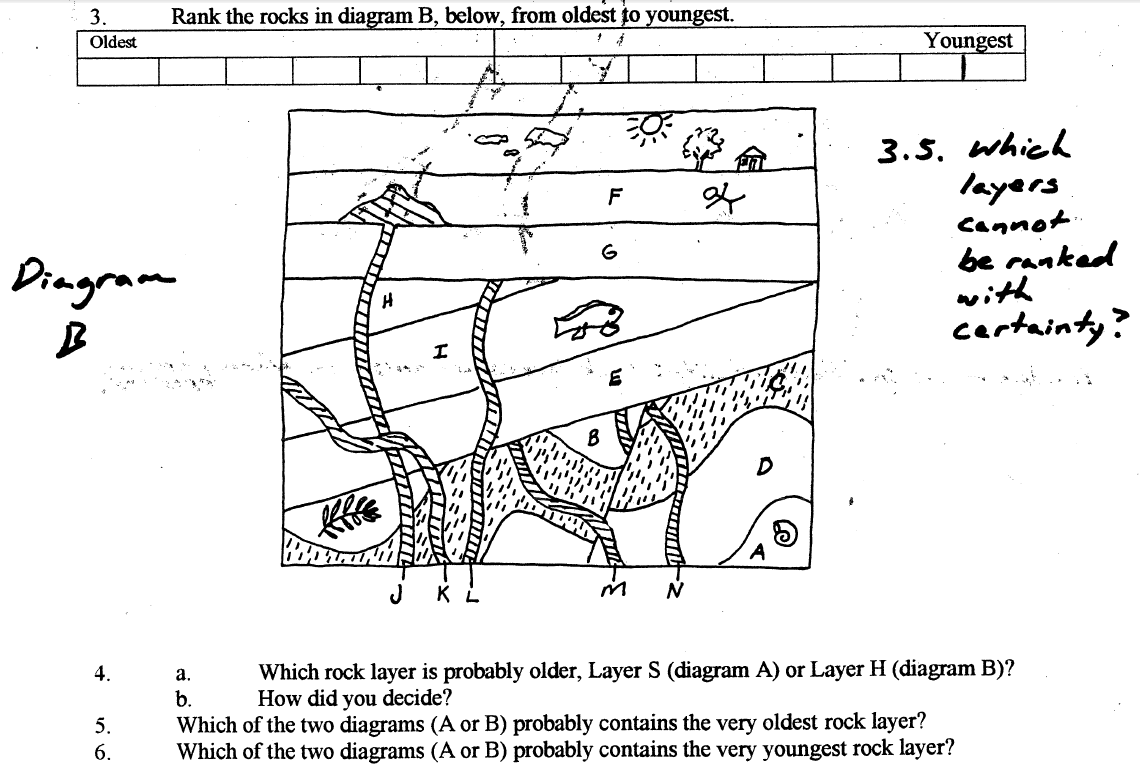 3. Rank the rocks in diagram B, below, from oldest to youngest.
Oldest Youngest
3.5. Which
layers
cannot
be ranked
with
certainty?
Diagram
B
F
G
H
I
E
C
B
D
A
J K L M N
4. a. Which rock layer is probably older, Layer S (diagram A) or Layer H (diagram B)?
b. How did you decide?
5. Which of the two diagrams (A or B) probably contains the very oldest rock layer?
6. Which of the two diagrams (A or B) probably contains the very youngest rock layer?